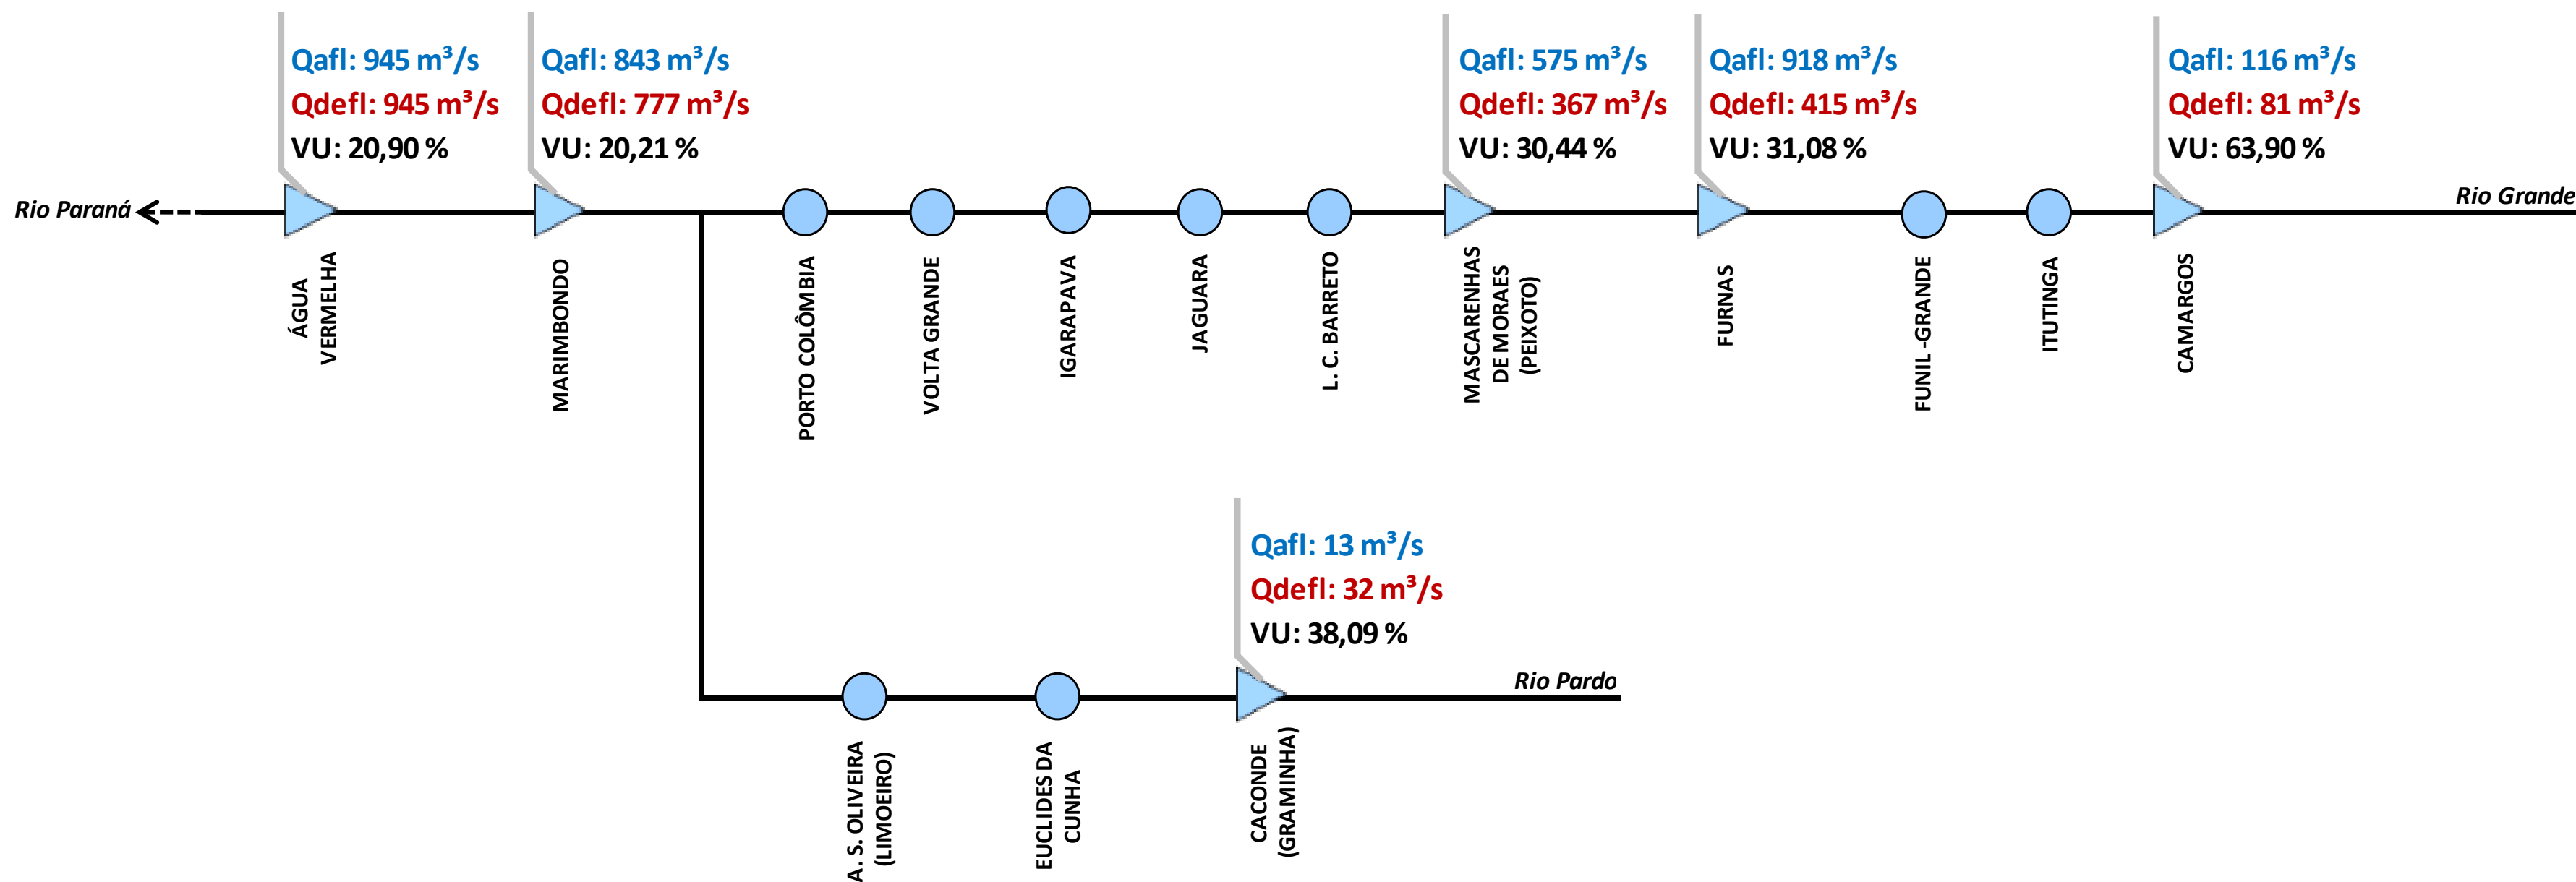 Qafl: 945 m³/s
Qdefl: 945 m³/s
VU: 20,90 %
Qafl: 843 m³/s
Qdefl: 777 m³/s
VU: 20,21 %
Qafl: 575 m³/s
Qdefl: 367 m³/s
VU: 30,44 %
Qafl: 918 m³/s
Qdefl: 415 m³/s
VU: 31,08 %
Qafl: 116 m³/s
Qdefl: 81 m³/s
VU: 63,90 %
Rio Paraná
Rio Grande
ÁGUA
VERMELHA
MARIMBONDO
PORTO COLÔMBIA
VOLTA GRANDE
IGARAPAVA
JAGUARA
L. C. BARRETO
MASCARENHAS
DE MORAES
(PEIXOTO)
FURNAS
FUNIL -GRANDE
ITUTINGA
CAMARGOS
Qafl: 13 m³/s
Qdefl: 32 m³/s
VU: 38,09 %
Rio Pardo
A. S. OLIVEIRA
(LIMOEIRO)
EUCLIDES DA
CUNHA
CACONDE
(GRAMINHA)